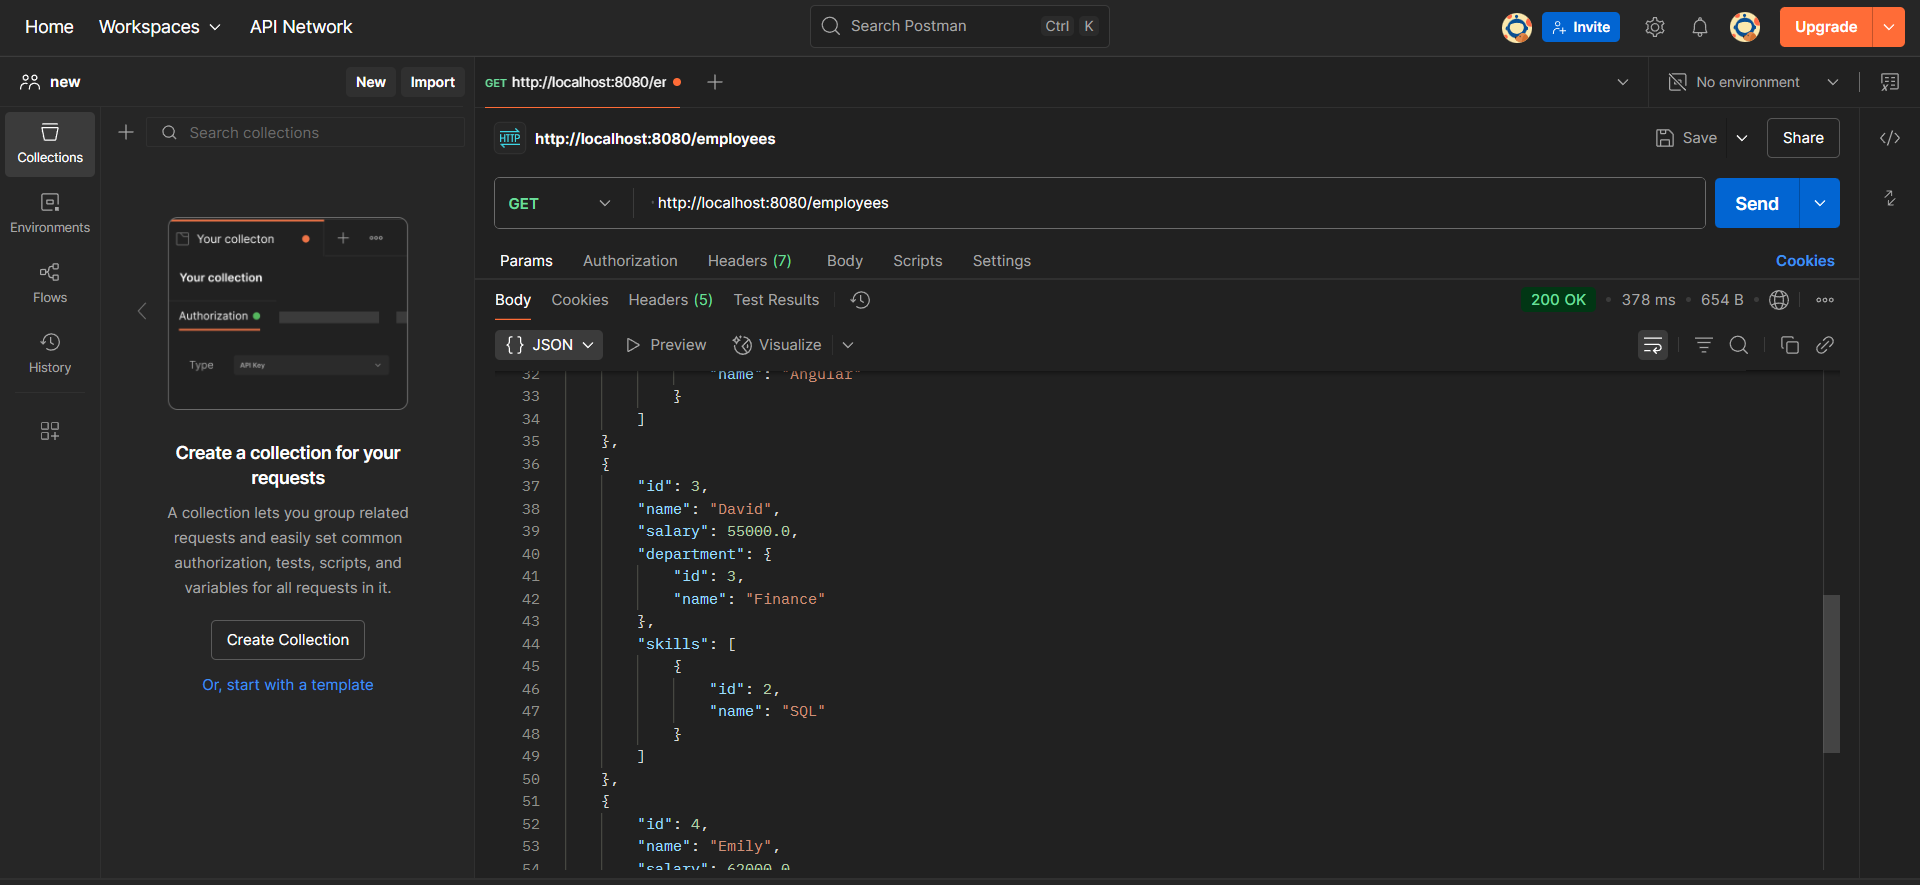 Home Workspaces API Network
Search Postman Ctrl K
Invite Upgrade
new New Import
GET http://localhost:8080/er
No environment
Collections
Environments
Flows
History
Search collections
Your collecton
Your collection
Authorization
Type API Key
Create a collection for your
requests
A collection lets you group related
requests and easily set common
authorization, tests, scripts, and
variables for all requests in it.
Create Collection
Or, start with a template
HTTP http://localhost:8080/employees
Save Share
GET http://localhost:8080/employees
Send
Params Authorization Headers (7) Body Scripts Settings Cookies
Body Cookies Headers (5) Test Results 200 OK 378 ms 654 B
{} JSON Preview Visualize
32 "name": "Angular"
33 }
34 ]
35 },
36 {
37 "id": 3,
38 "name": "David",
39 "salary": 55000.0,
40 "department": {
41 "id": 3,
42 "name": "Finance"
43 },
44 "skills": [
45 {
46 "id": 2,
47 "name": "SQL"
48 }
49 ]
50 },
51 {
52 "id": 4,
53 "name": "Emily",
54 "salary": 62000.0